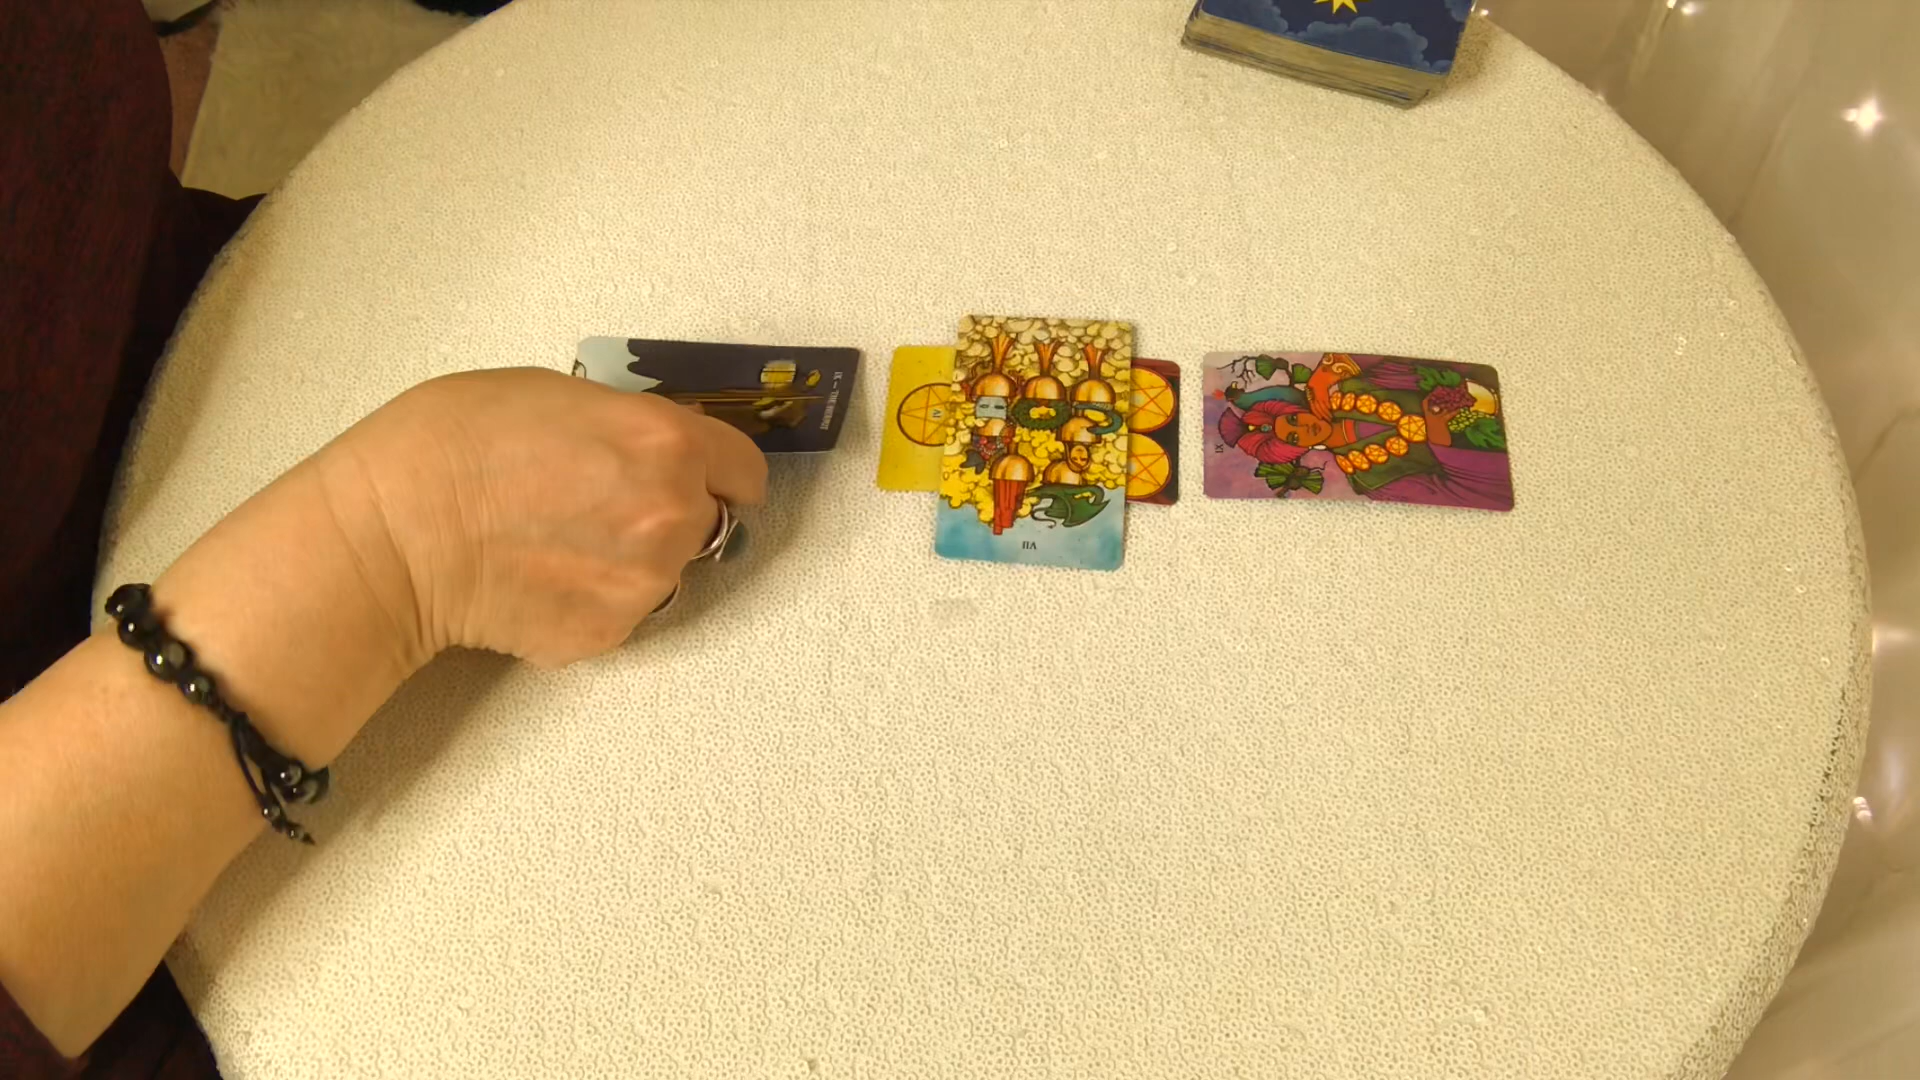 IX — THE HERMIT
IV
VII
IX